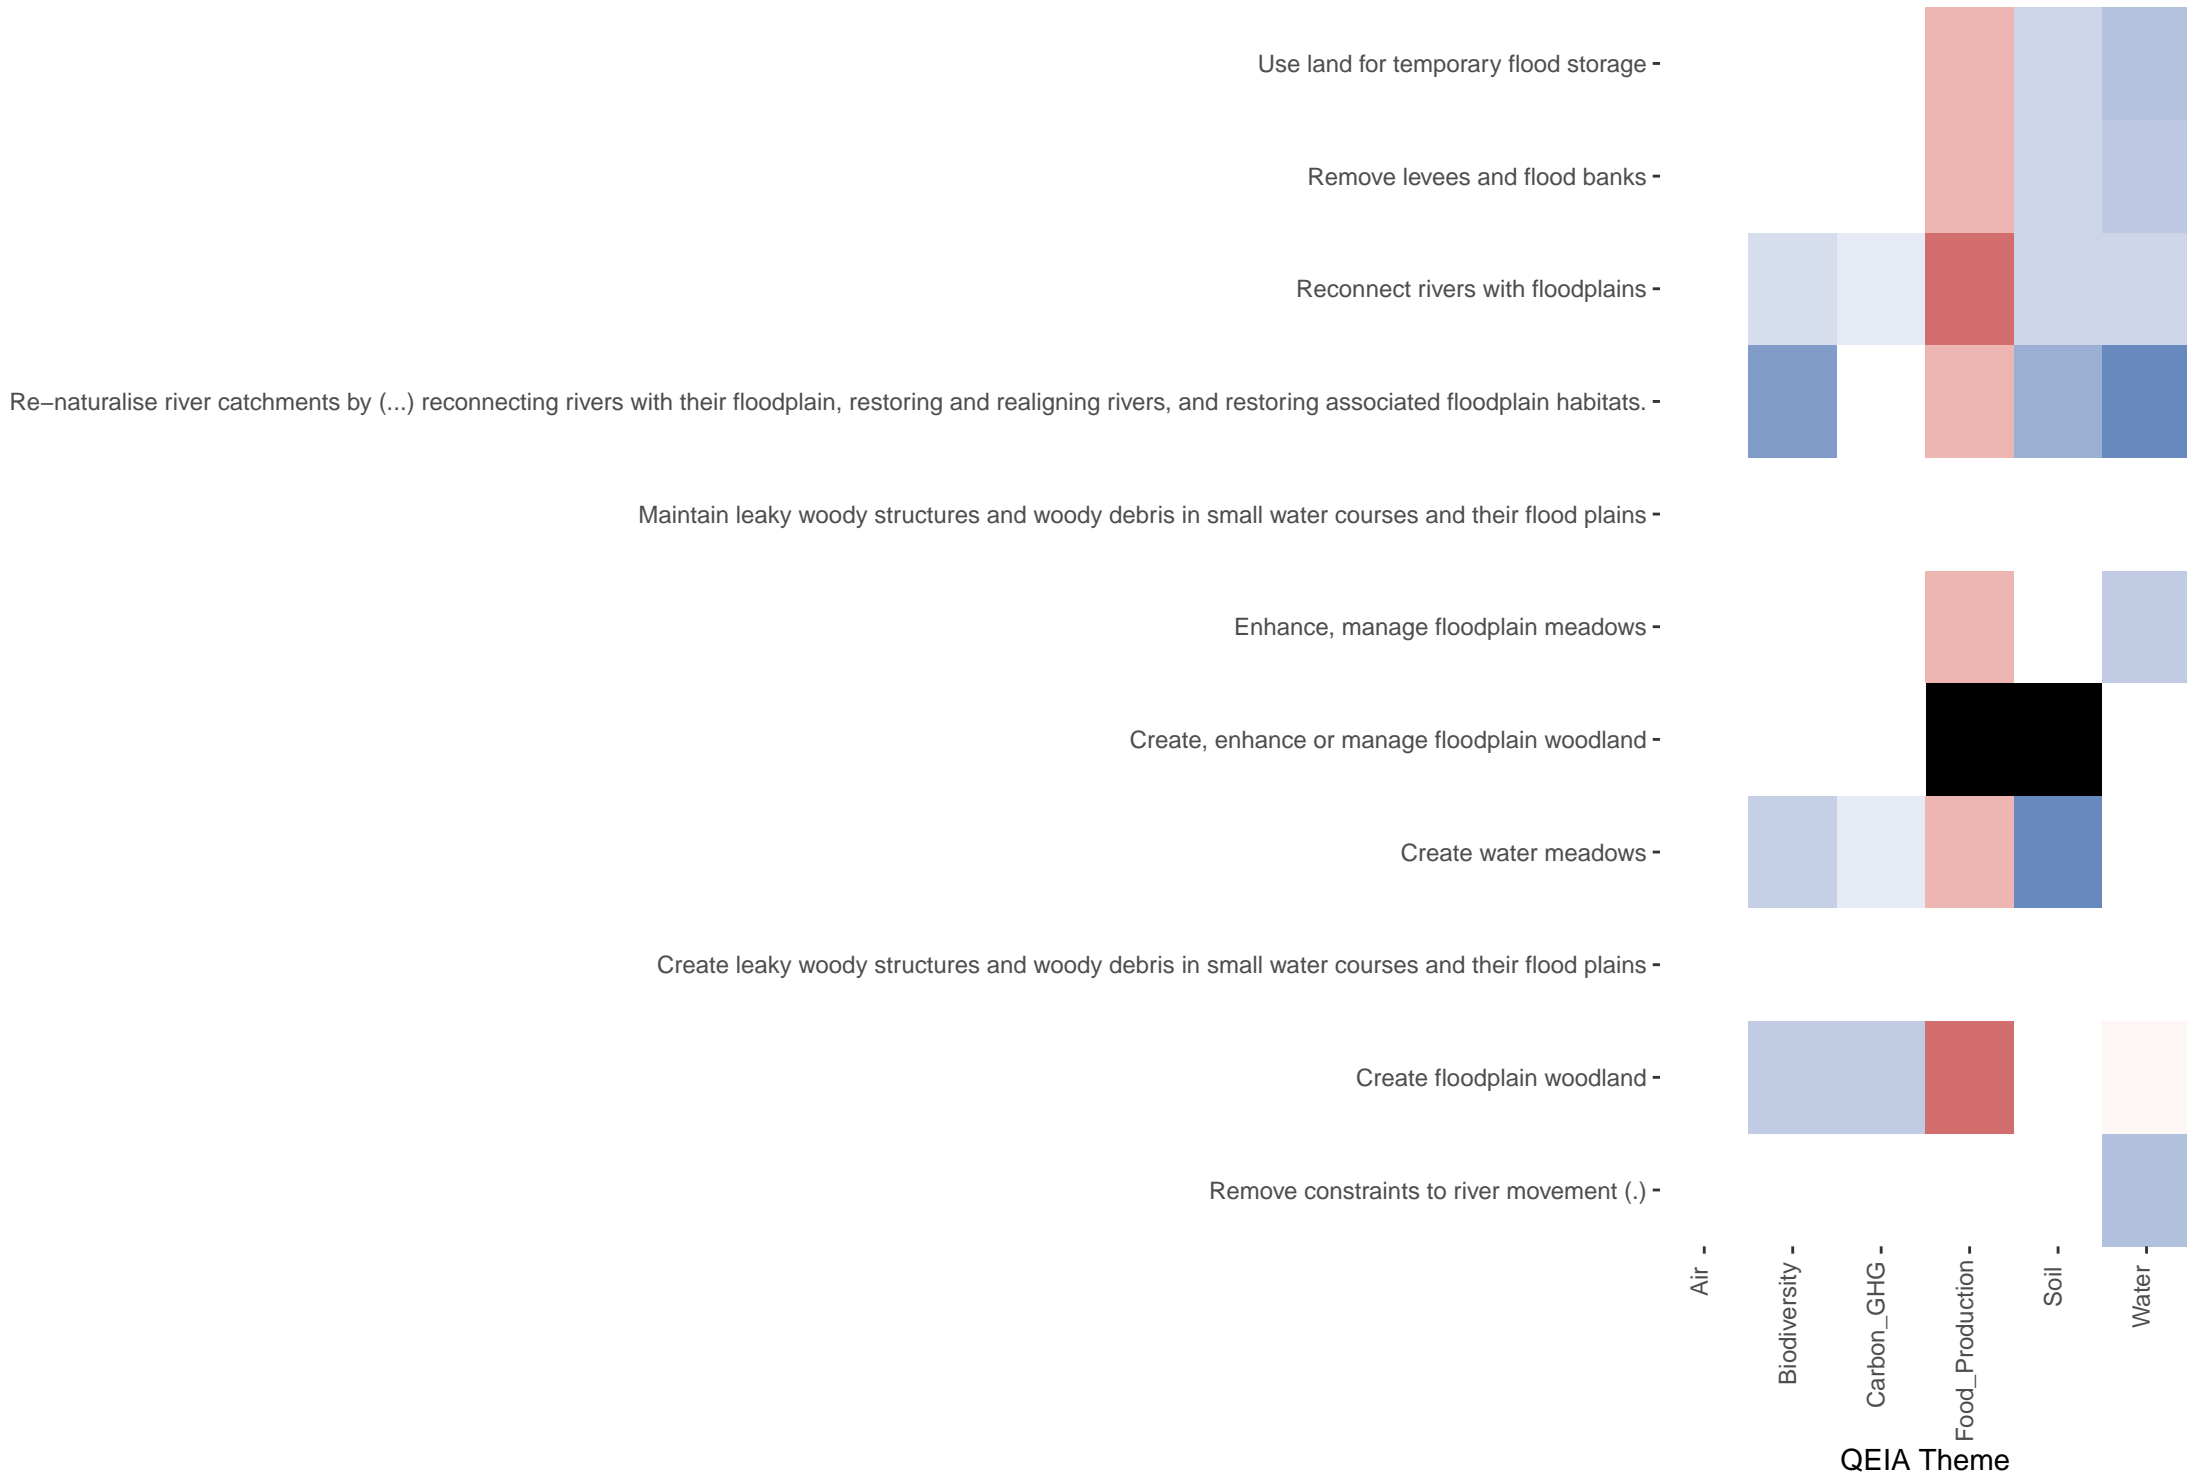 Use land for temporary flood storage
Remove levees and flood banks
Reconnect rivers with floodplains
Re−naturalise river catchments by (...) reconnecting rivers with their floodplain, restoring and realigning rivers, and restoring associated floodplain habitats.
Maintain leaky woody structures and woody debris in small water courses and their flood plains
Enhance, manage floodplain meadows
Create, enhance or manage floodplain woodland
Create water meadows
Create leaky woody structures and woody debris in small water courses and their flood plains
Create floodplain woodland
Remove constraints to river movement (.)
Air
Biodiversity
Carbon_GHG
Food_Production
Soil
Water
QEIA Theme